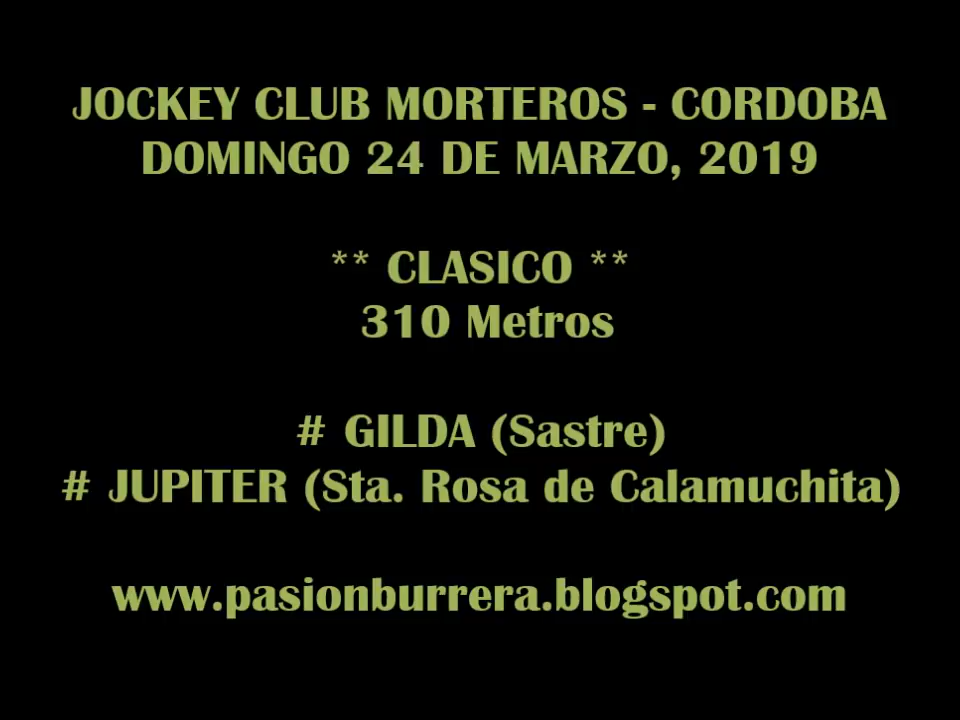 JOCKEY CLUB MORTEROS - CORDOBA
DOMINGO 24 DE MARZO, 2019
** CLASICO **
310 Metros
# GILDA (Sastre)
# JUPITER (Sta. Rosa de Calamuchita)
www.pasionburrera.blogspot.com